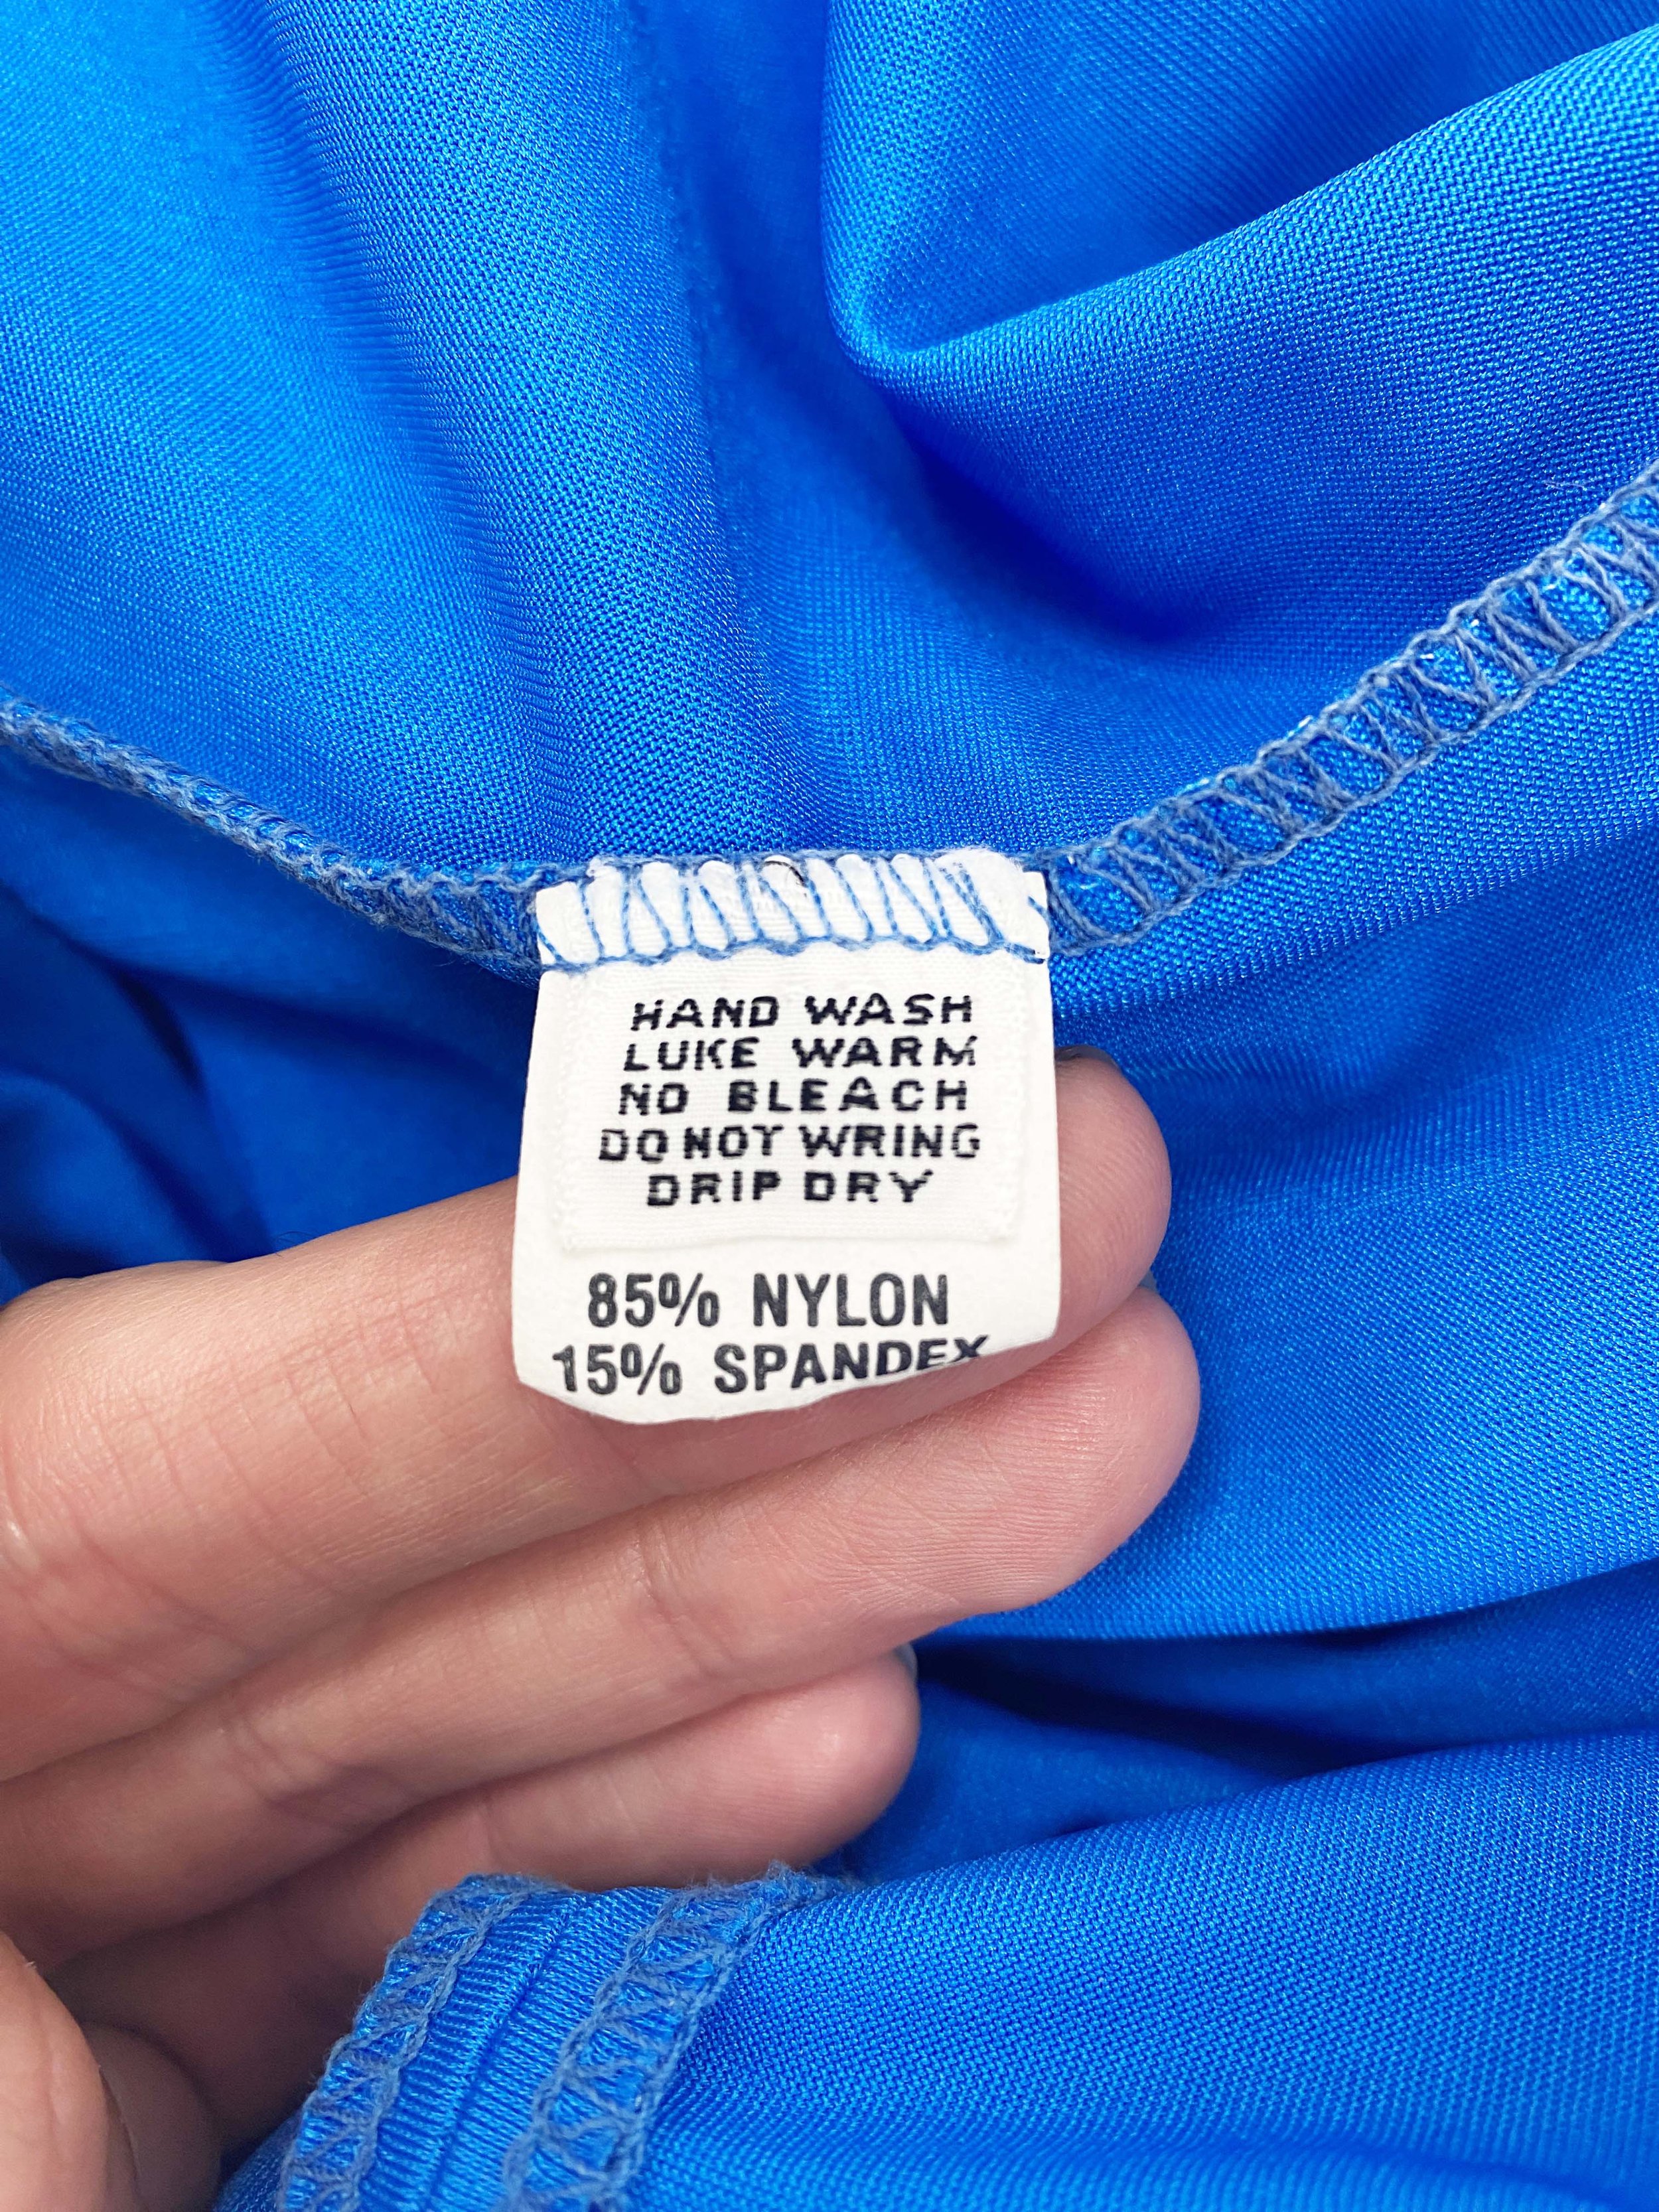 HAND WASH
LUKE WARM
NO BLEACH
DO NOT WRING
DRIP DRY
85% NYLON
15% SPANDEX